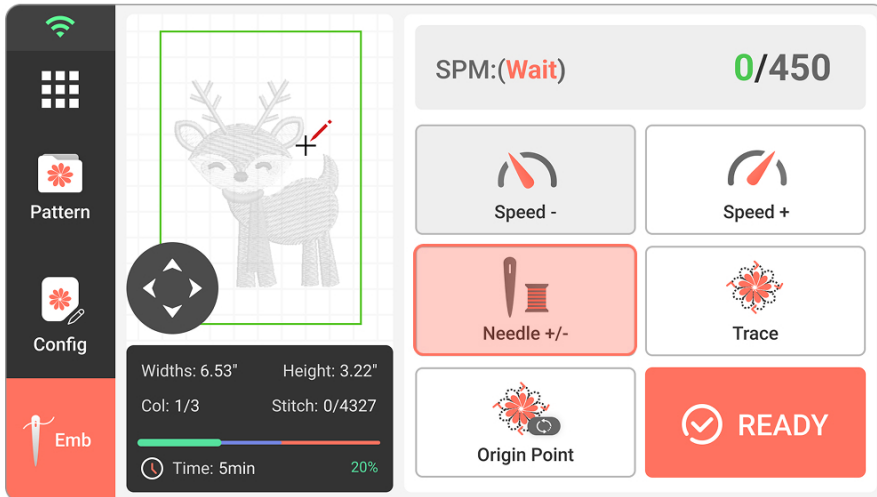 SPM:(Wait) 0/450
Pattern
Speed -
Speed +
Config
Needle +/-
Trace
Widths: 6.53" Height: 3.22"
Col: 1/3 Stitch: 0/4327
Emb
Time: 5min 20%
Origin Point
READY